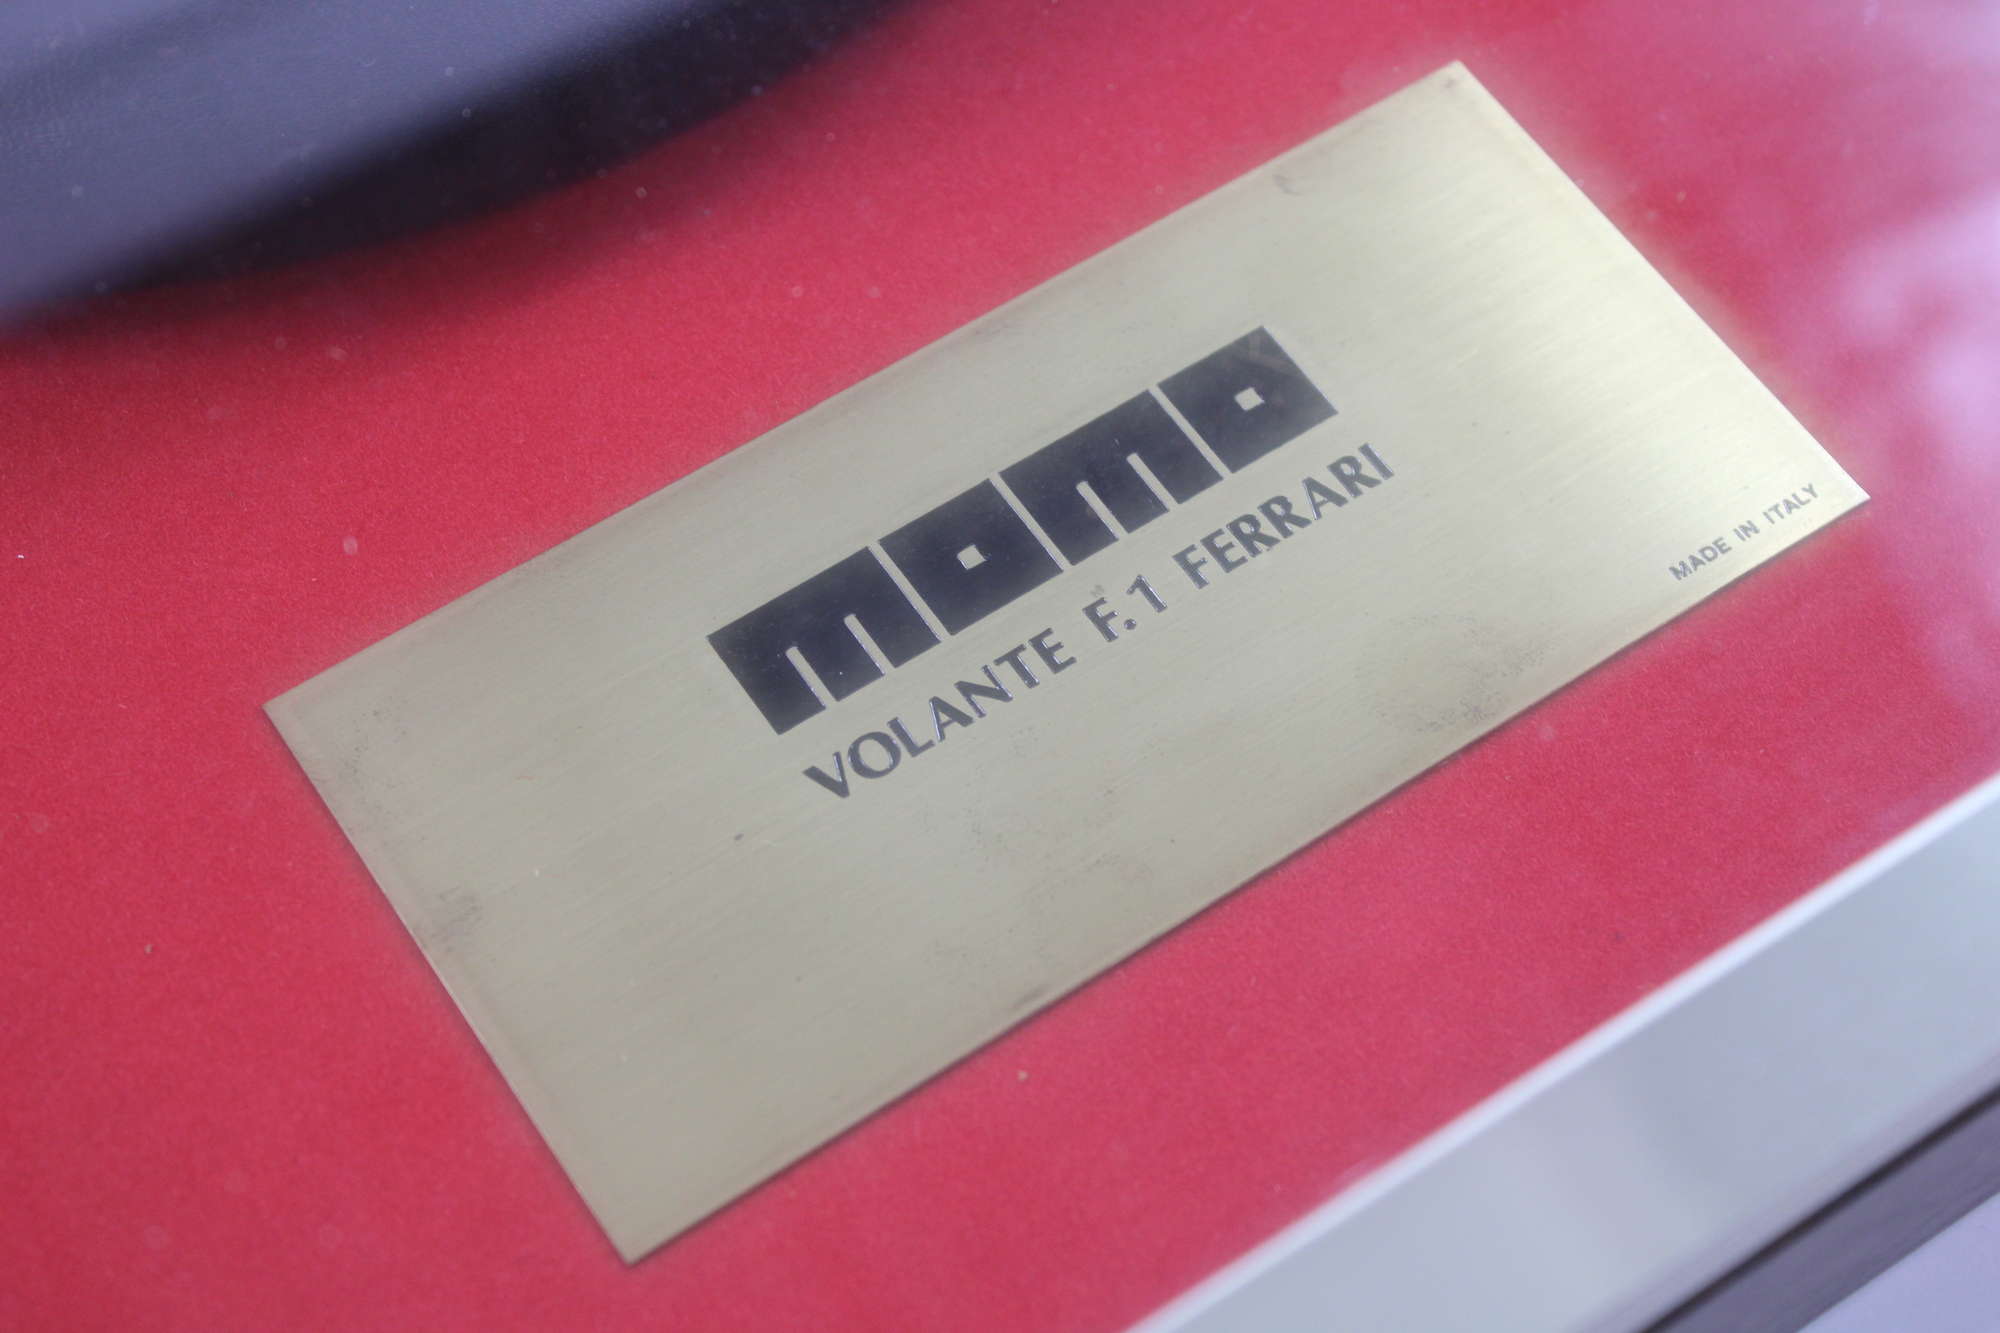 momo
VOLANTE F.1 FERRARI
MADE IN ITALY